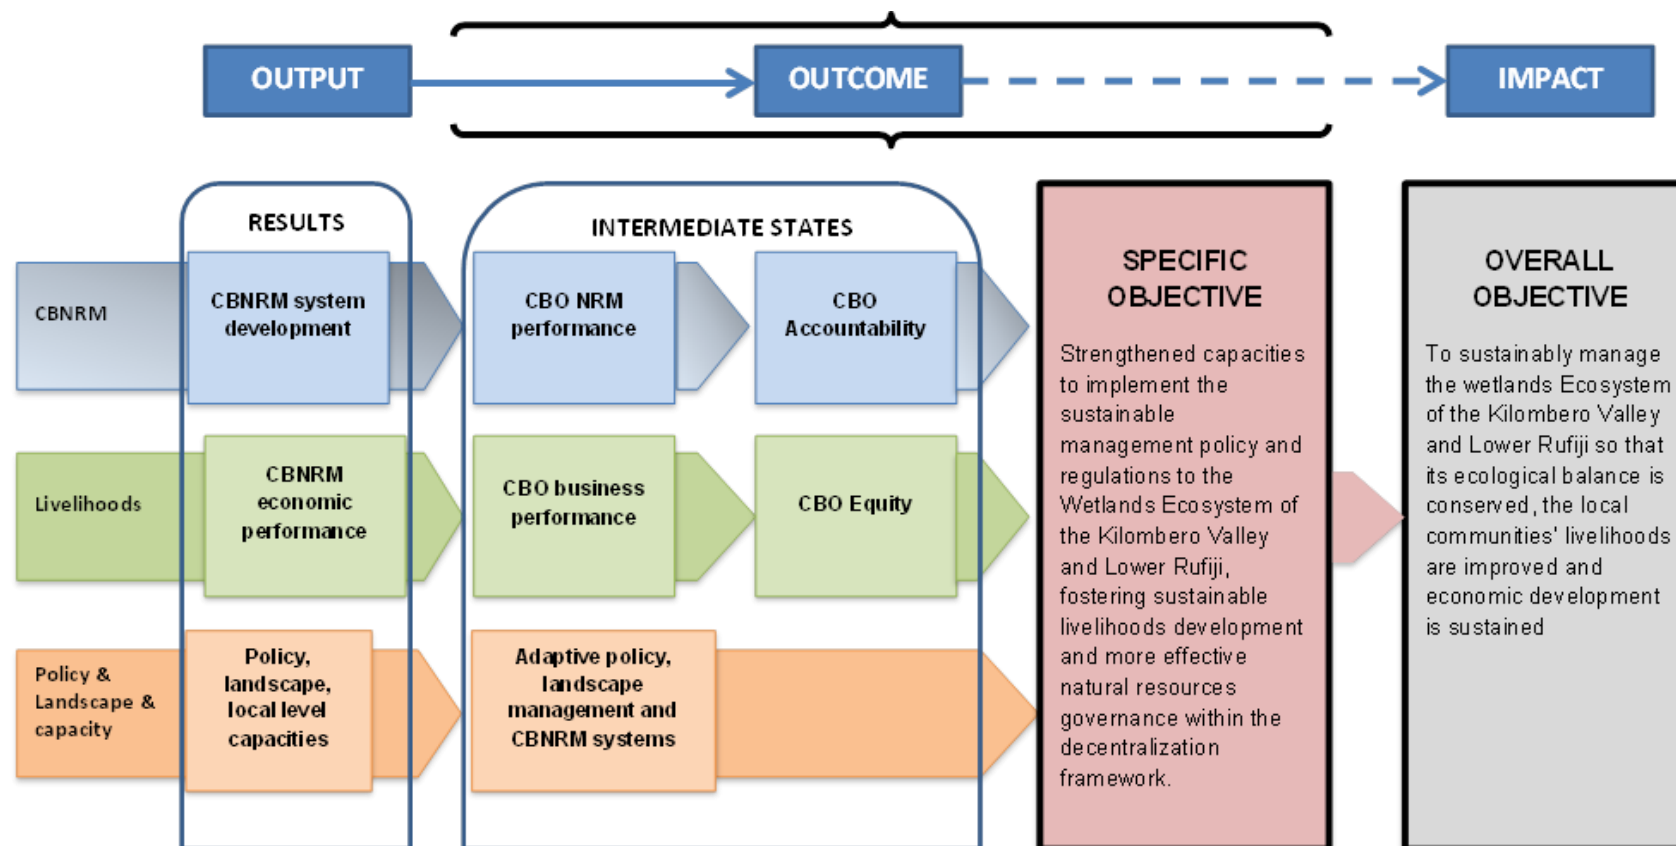 OUTPUT
OUTCOME
IMPACT
RESULTS
INTERMEDIATE STATES
CBNRM
CBNRM system
development
CBO NRM
performance
CBO
Accountability
Livelihoods
CBNRM
economic
performance
CBO business
performance
CBO Equity
Policy &
Landscape &
capacity
Policy,
landscape,
local level
capacities
Adaptive policy,
landscape
management and
CBNRM systems
SPECIFIC
OBJECTIVE
Strengthened capacities
to implement the
sustainable
management policy and
regulations to the
Wetlands Ecosystem of
the Kilombero Valley
and Lower Rufiji,
fostering sustainable
livelihoods development
and more effective
natural resources
governance within the
decentralization
framework.
OVERALL
OBJECTIVE
To sustainably manage
the wetlands Ecosystem
of the Kilombero Valley
and Lower Rufiji so that
its ecological balance is
conserved, the local
communities' livelihoods
are improved and
economic development
is sustained